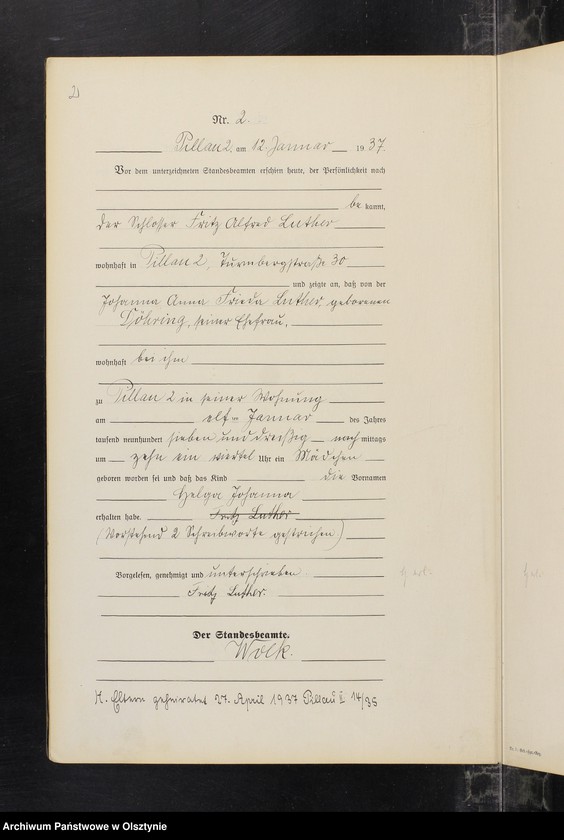 2
Nr. 2.
Pillau 2, am 12. Januar 1937.
Vor dem unterzeichneten Standesbeamten erschien heute, der Persönlichkeit nach
be kannt,
der Schlosser Fritz Alfred Luther
wohnhaft in Pillau 2, Turmbergstraße 30
und zeigte an, daß von der
Johanna Anna Frieda Luther, geborenen
Döhring, seiner Ehefrau,
wohnhaft bei ihm
zu Pillau 2 in seiner Wohnung
am elften Januar des Jahres
tausend neunhundert sieben und dreißig nachmittags
um zehn ein viertel Uhr ein Mädchen
geboren worden sei und daß das Kind die Vornamen
Helga Johanna
erhalten habe. Fritz Luther
(Vorstehend 2 Schreibworte gestrichen)
Vorgelesen, genehmigt und unterschrieben
Fritz Luther.
Der Standesbeamte.
Wolk.
H. Eltern geheiratet 27. April 1937 Pillau II 14/35
Archiwum Państwowe w Olsztynie